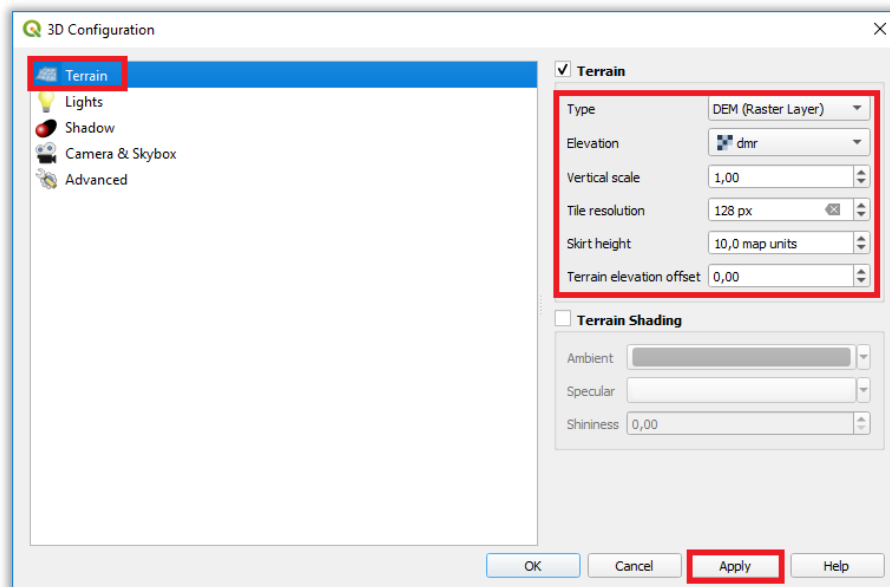 3D Configuration
Terrain
Lights
Shadow
Camera & Skybox
Advanced
Terrain
Type DEM (Raster Layer)
Elevation dmr
Vertical scale 1,00
Tile resolution 128 px
Skirt height 10,0 map units
Terrain elevation offset 0,00
Terrain Shading
Ambient
Specular
Shininess 0,00
OK Cancel Apply Help